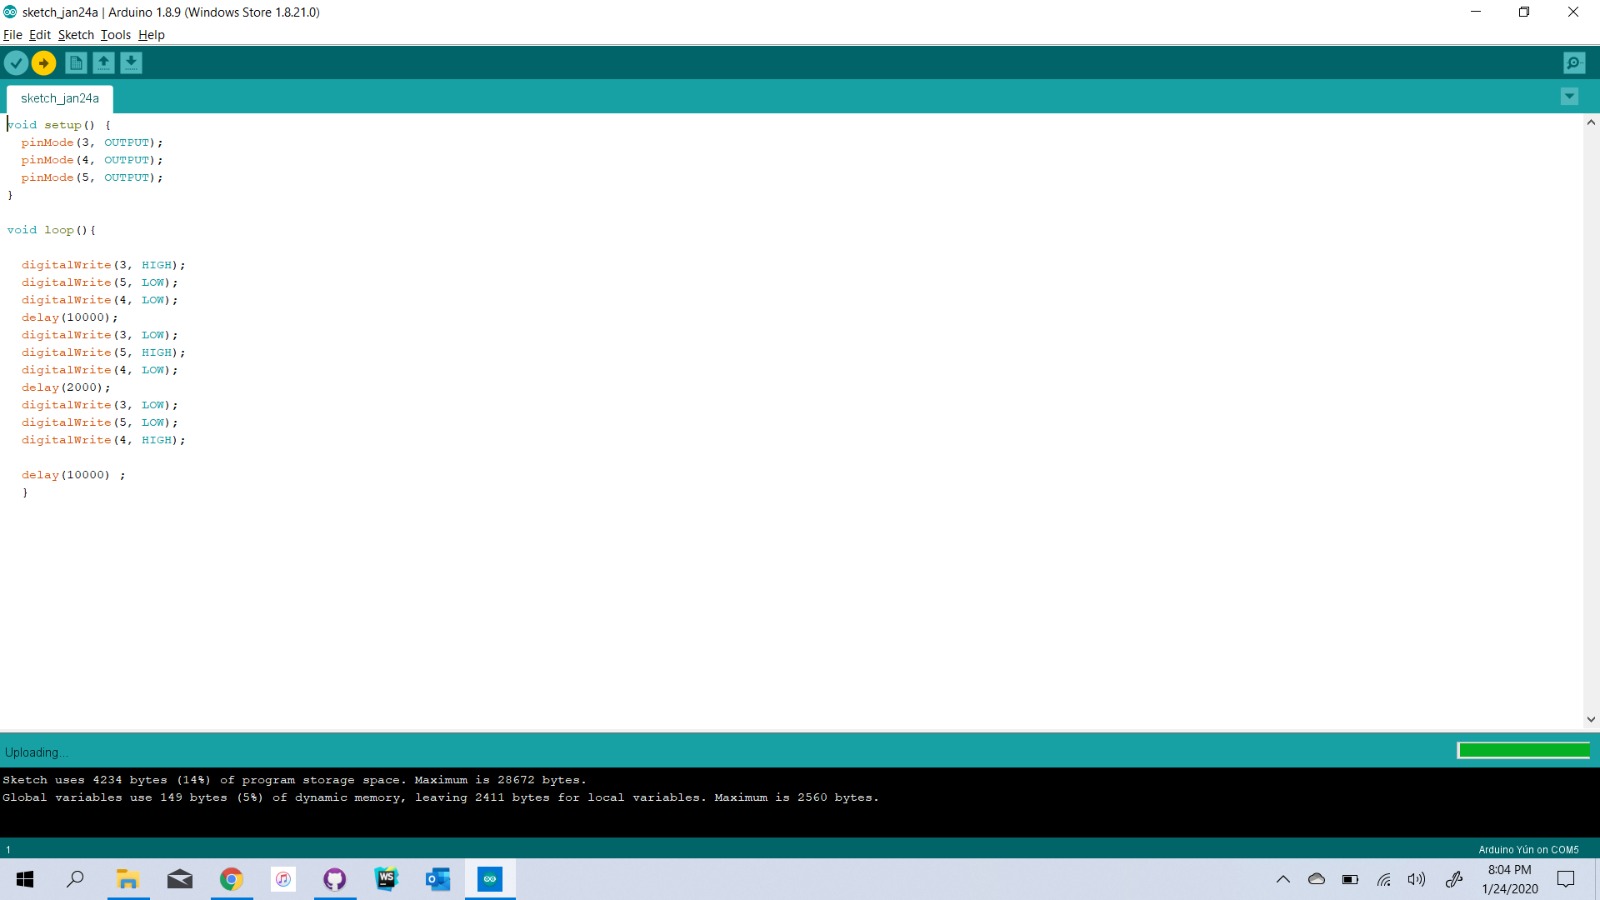 sketch_jan24a | Arduino 1.8.9 (Windows Store 1.8.21.0)
File Edit Sketch Tools Help
sketch_jan24a
void setup() {
  pinMode(3, OUTPUT);
  pinMode(4, OUTPUT);
  pinMode(5, OUTPUT);
}
void loop(){
  digitalWrite(3, HIGH);
  digitalWrite(5, LOW);
  digitalWrite(4, LOW);
  delay(10000);
  digitalWrite(3, LOW);
  digitalWrite(5, HIGH);
  digitalWrite(4, LOW);
  delay(2000);
  digitalWrite(3, LOW);
  digitalWrite(5, LOW);
  digitalWrite(4, HIGH);
  delay(10000) ;
  }
Uploading...
Sketch uses 4234 bytes (14%) of program storage space. Maximum is 28672 bytes.
Global variables use 149 bytes (5%) of dynamic memory, leaving 2411 bytes for local variables. Maximum is 2560 bytes.
1 Arduino Yún on COM5
WS
8:04 PM
1/24/2020